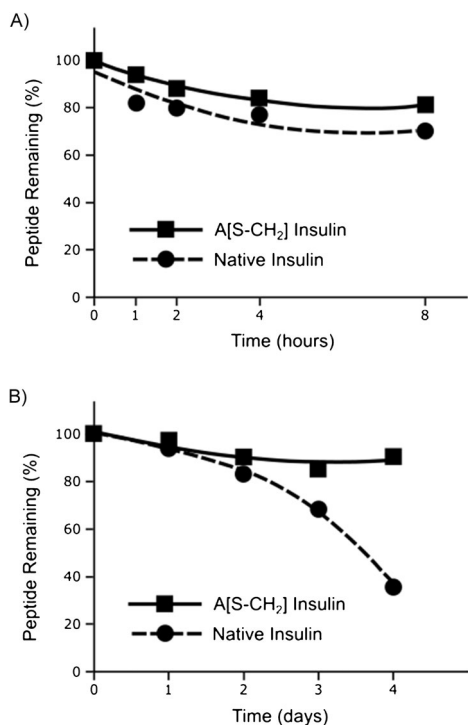 A)
Peptide Remaining (%)
100
80
60
40
20
0
A[S-CH₂] Insulin
Native Insulin
0 1 2 4 8
Time (hours)
B)
Peptide Remaining (%)
100
80
60
40
20
0
A[S-CH₂] Insulin
Native Insulin
0 1 2 3 4
Time (days)